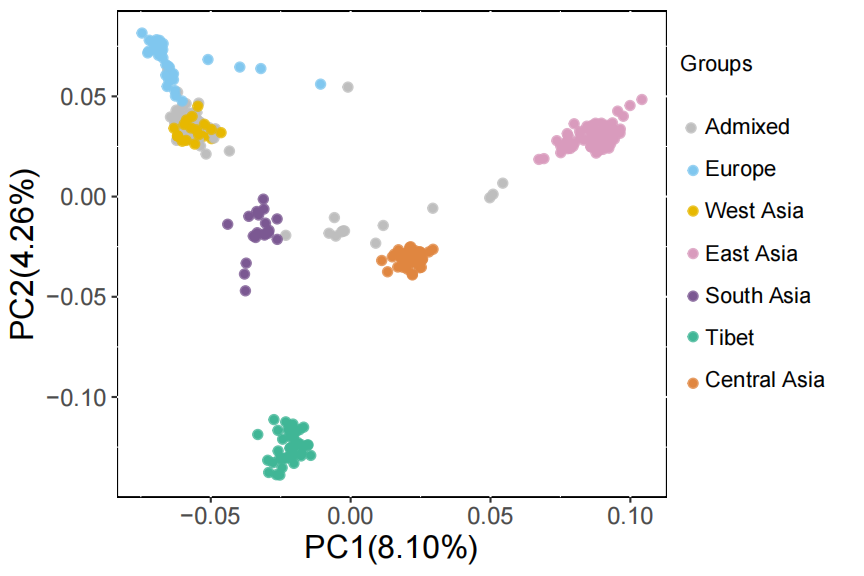 Groups
Admixed
Europe
West Asia
East Asia
South Asia
Tibet
Central Asia
PC2(4.26%)
0.05
0.00
−0.05
−0.10
−0.05 0.00 0.05 0.10
PC1(8.10%)